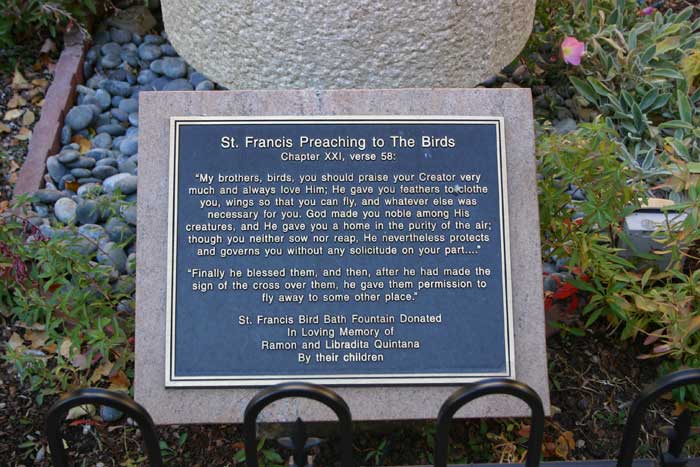 St. Francis Preaching to The Birds
Chapter XXI, verse 58:
"My brothers, birds, you should praise your Creator very
much and always love Him; He gave you feathers to clothe
you, wings so that you can fly, and whatever else was
necessary for you. God made you noble among His
creatures, and He gave you a home in the purity of the air;
though you neither sow nor reap, He nevertheless protects
and governs you without any solicitude on your part...."
"Finally he blessed them, and then, after he had made the
sign of the cross over them, he gave them permission to
fly away to some other place."
St. Francis Bird Bath Fountain Donated
In Loving Memory of
Ramon and Libradita Quintana
By their children